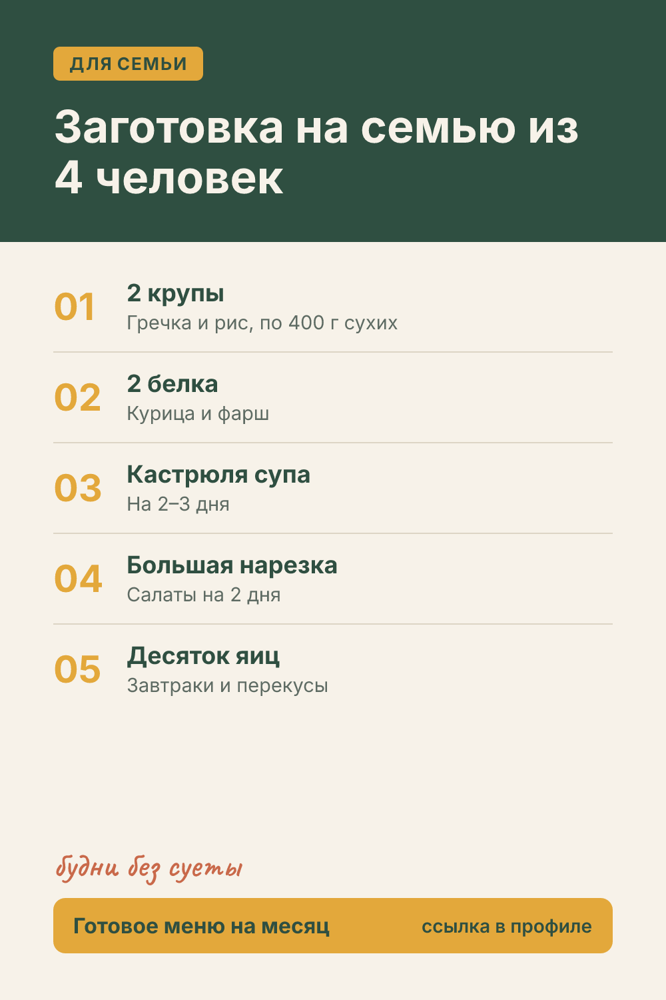 ДЛЯ СЕМЬИ
Заготовка на семью из
4 человек
01
2 крупы
Гречка и рис, по 400 г сухих
02
2 белка
Курица и фарш
03
Кастрюля супа
На 2–3 дня
04
Большая нарезка
Салаты на 2 дня
05
Десяток яиц
Завтраки и перекусы
будни без суеты
Готовое меню на месяц
ссылка в профиле